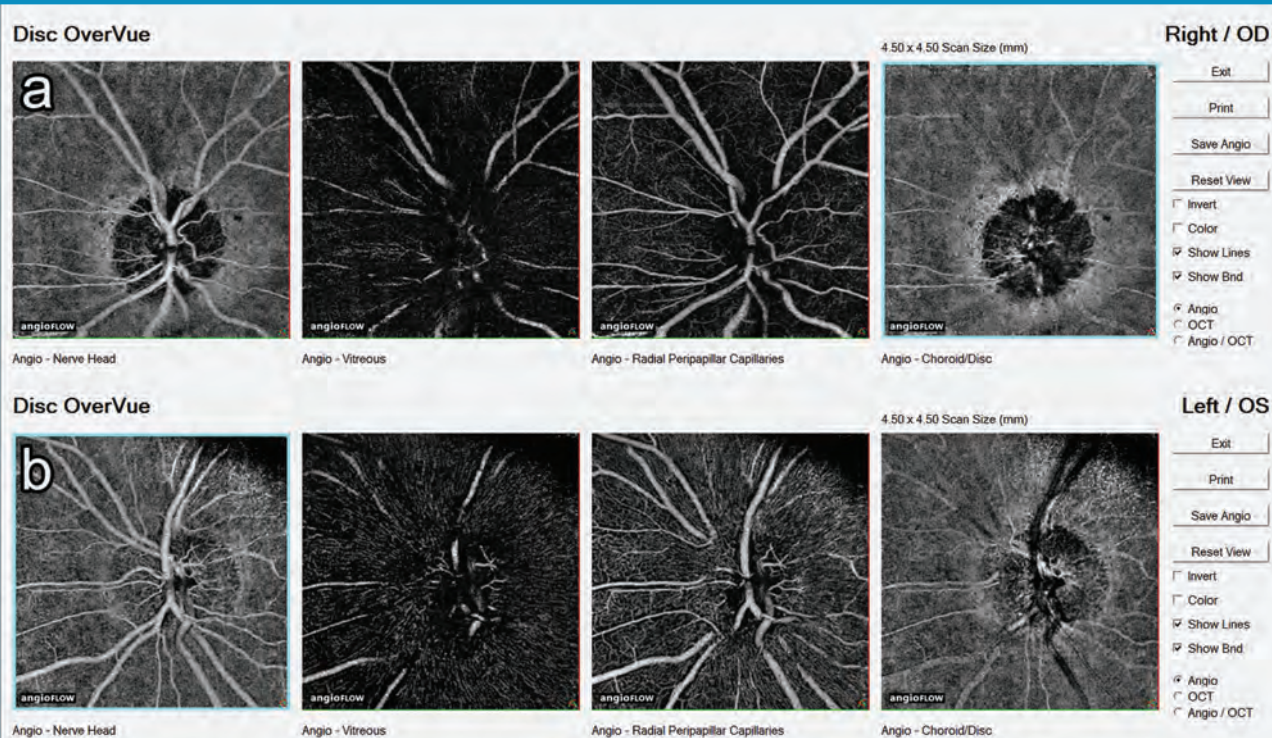 Disc OverVue
Right / OD
4.50 x 4.50 Scan Size (mm)
a
angioFLOW
angioFLOW
angioFLOW
angioFLOW
Exit
Print
Save Angio
Reset View
Invert
Color
Show Lines
Show Bnd
Angio
OCT
Angio / OCT
Angio - Nerve Head
Angio - Vitreous
Angio - Radial Peripapillar Capillaries
Angio - Choroid/Disc
Disc OverVue
Left / OS
4.50 x 4.50 Scan Size (mm)
b
angioFLOW
angioFLOW
angioFLOW
angioFLOW
Exit
Print
Save Angio
Reset View
Invert
Color
Show Lines
Show Bnd
Angio
OCT
Angio / OCT
Angio - Nerve Head
Angio - Vitreous
Angio - Radial Peripapillar Capillaries
Angio - Choroid/Disc